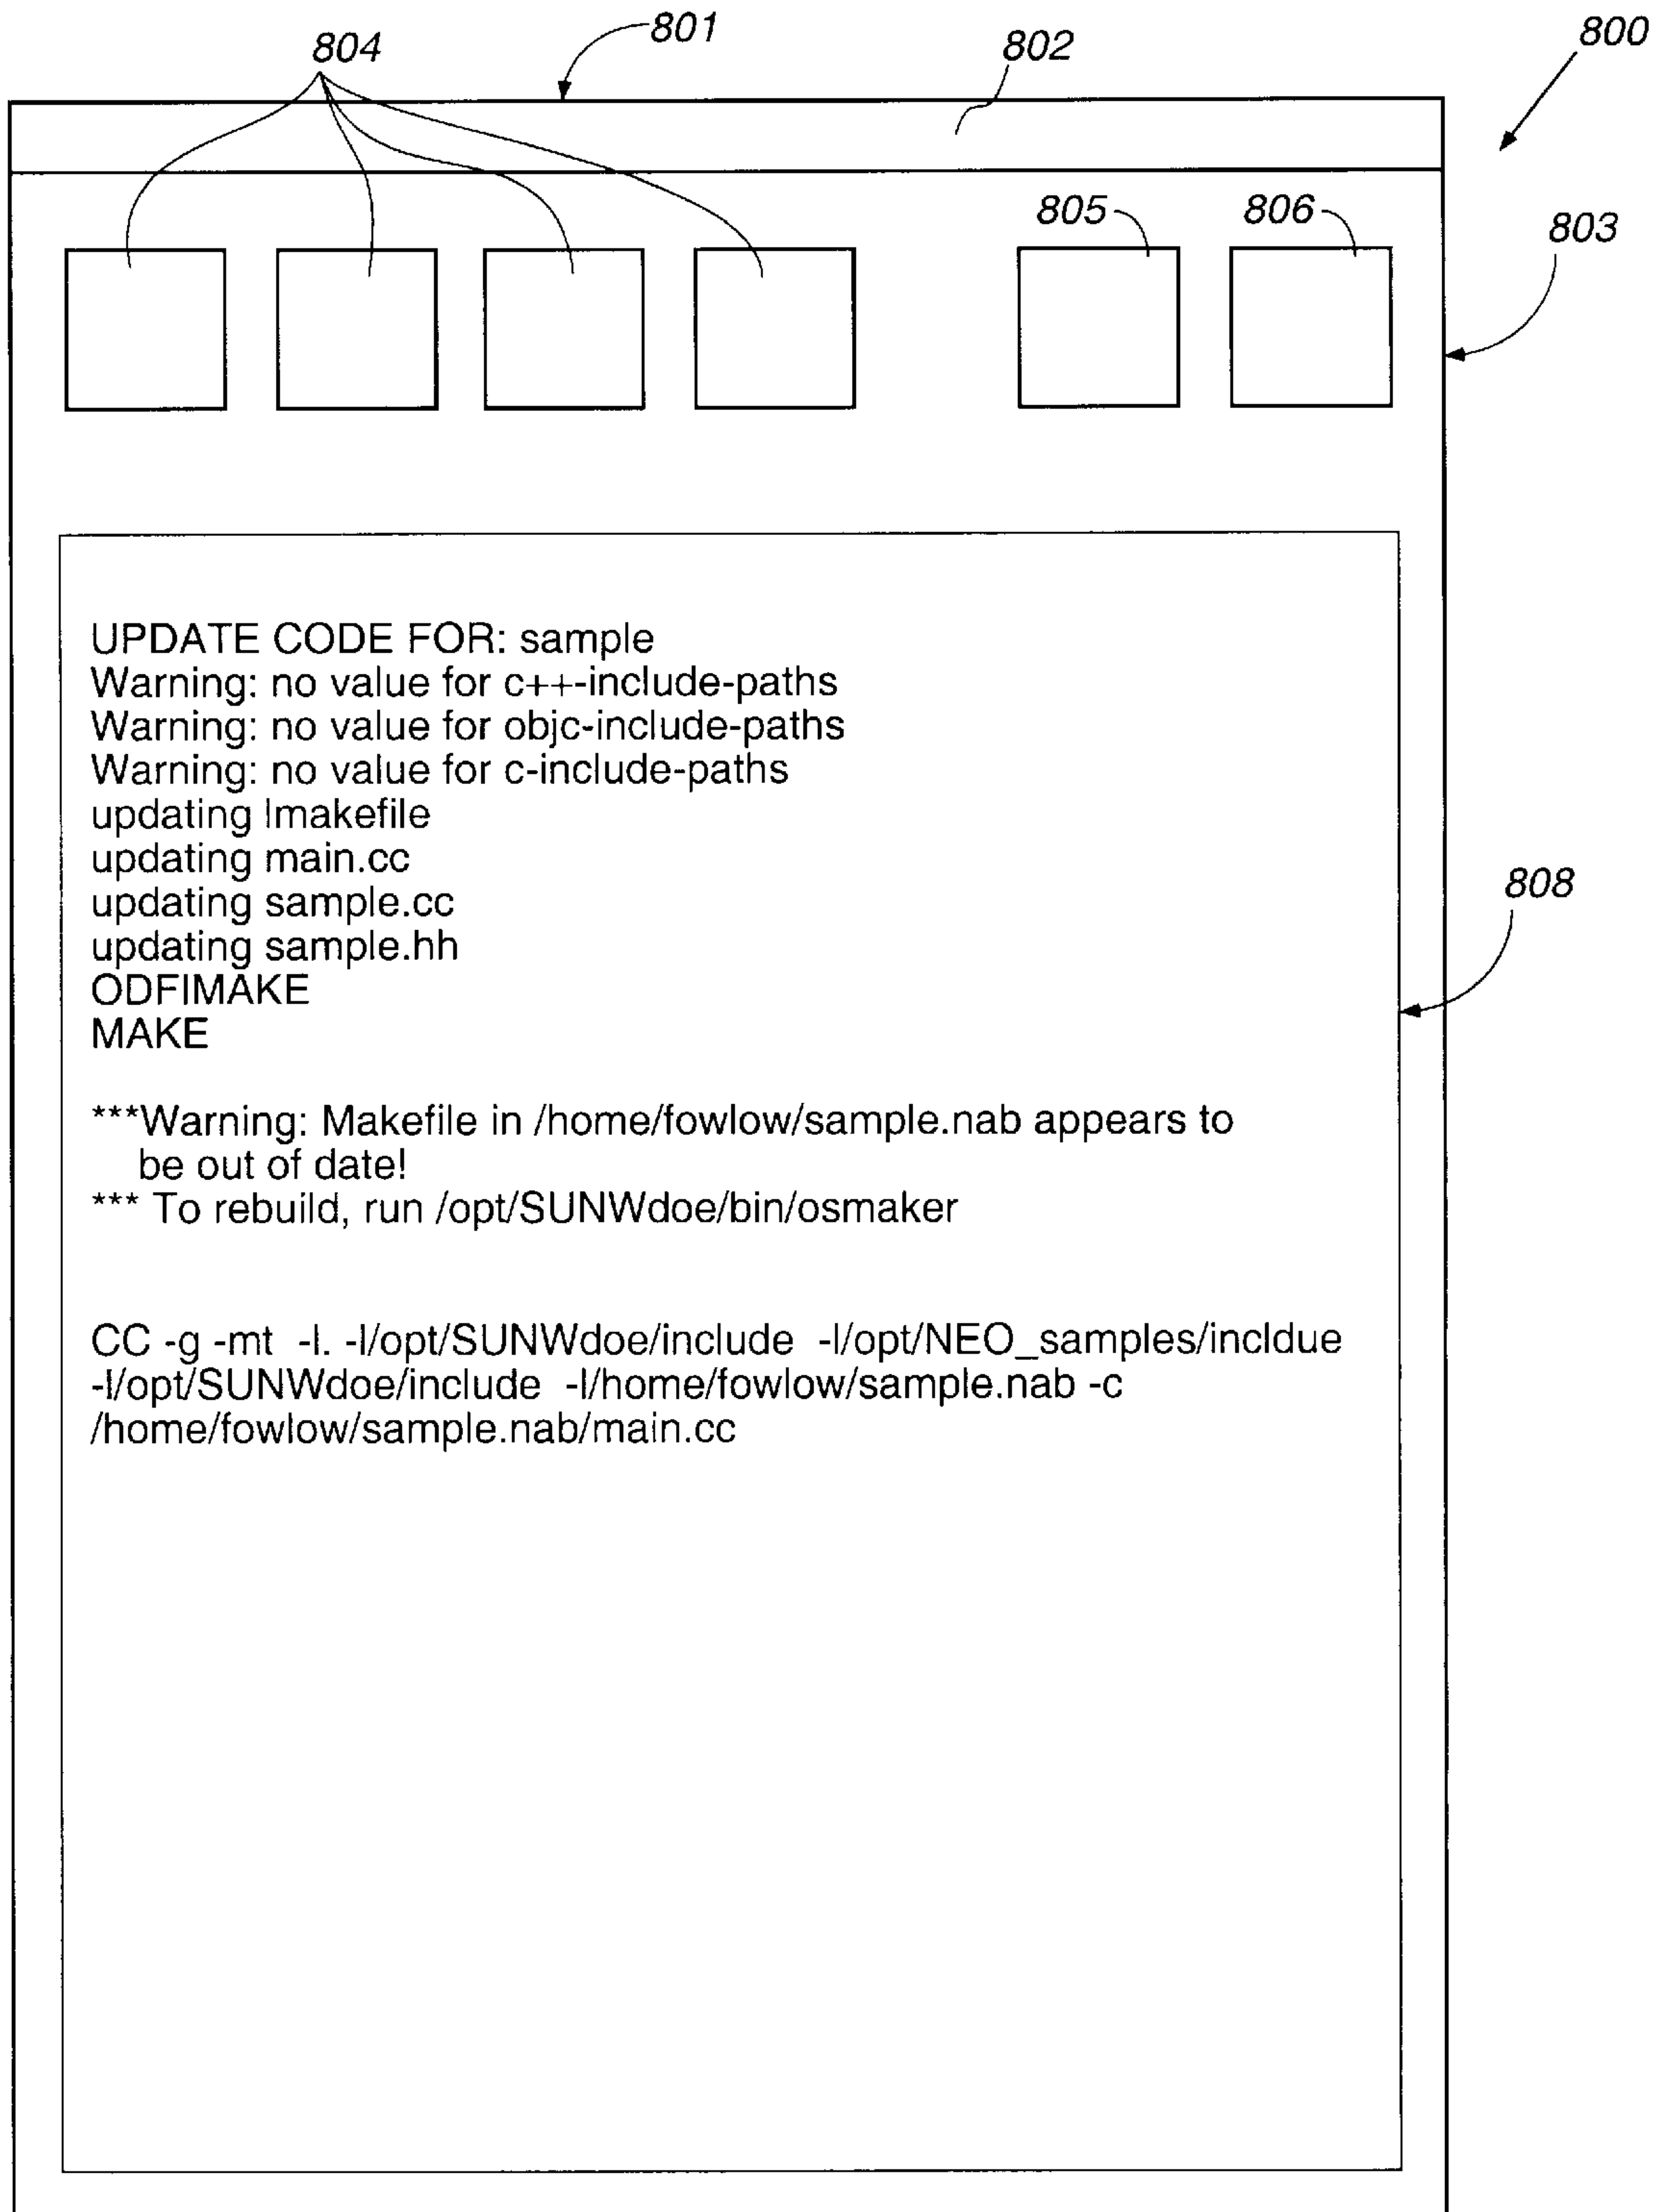 804
801
802
800
805
806
803
UPDATE CODE FOR: sample
Warning: no value for c++-include-paths
Warning: no value for objc-include-paths
Warning: no value for c-include-paths
updating Imakefile
updating main.cc
updating sample.cc
updating sample.hh
808
ODFIMAKE
MAKE
***Warning: Makefile in /home/fowlow/sample.nab appears to
be out of date!
*** To rebuild, run /opt/SUNWdoe/bin/osmaker
CC -g -mt -I. -I/opt/SUNWdoe/include -I/opt/NEO_samples/incldue
-I/opt/SUNWdoe/include -I/home/fowlow/sample.nab -c
/home/fowlow/sample.nab/main.cc